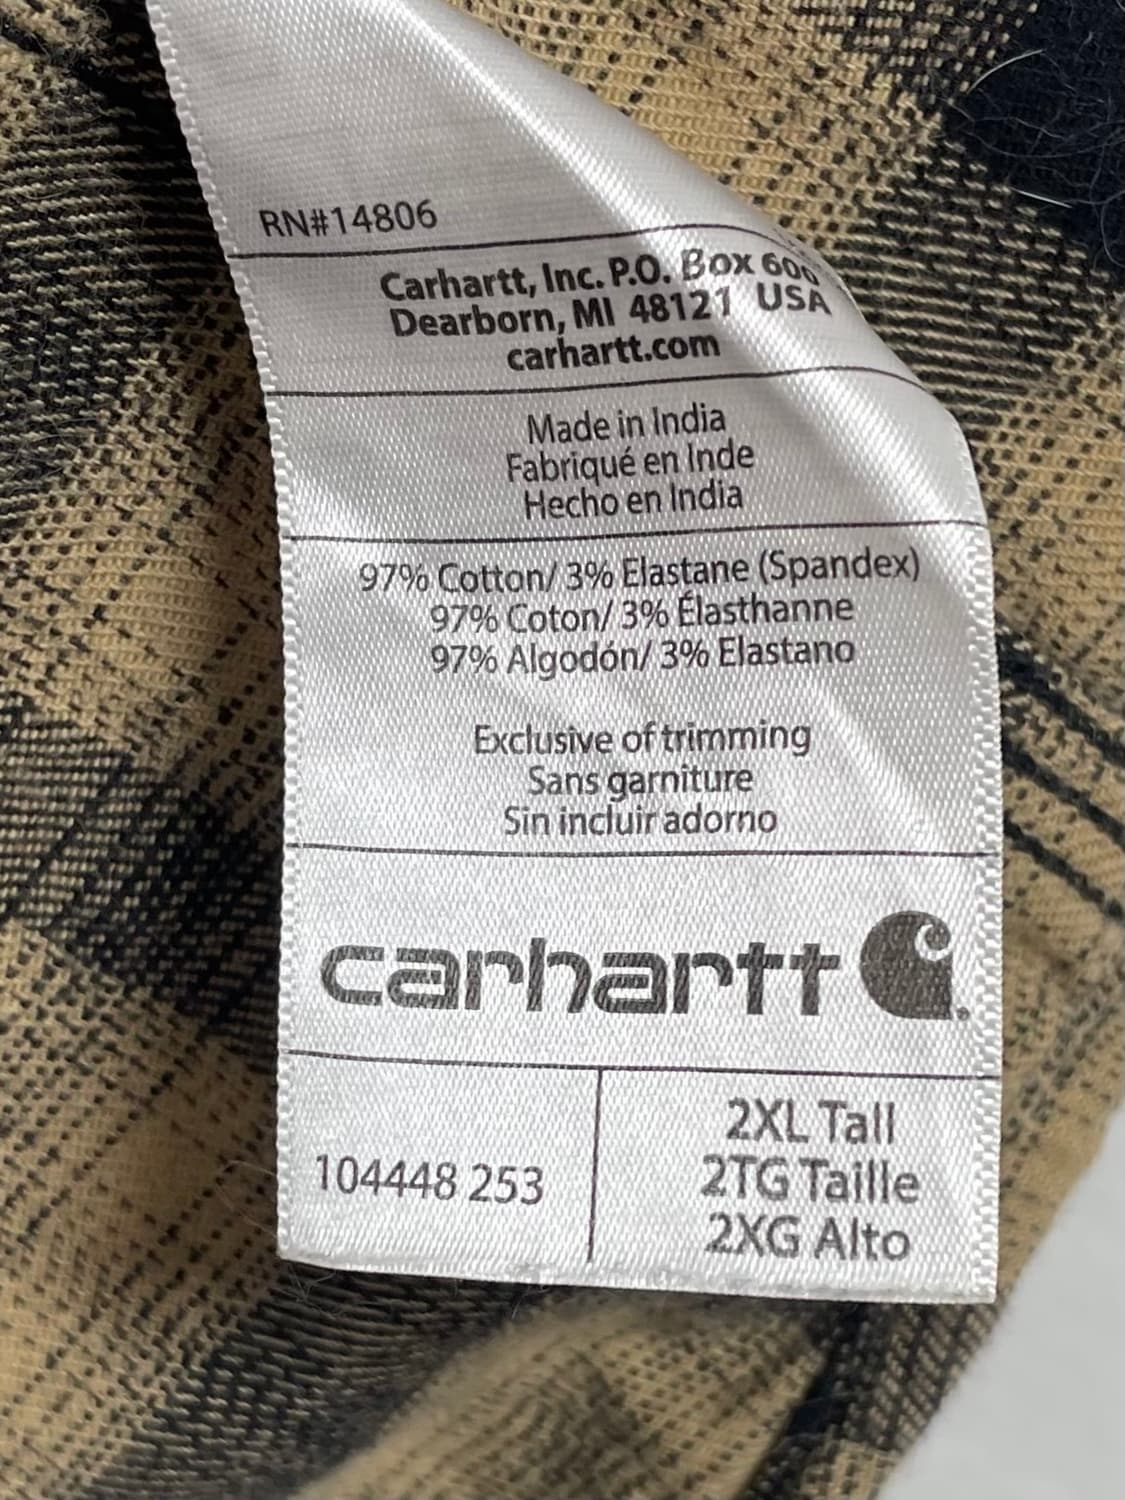 RN#14806
Carhartt, Inc. P.O. Box 600
Dearborn, MI 48121 USA
carhartt.com
Made in India
Fabriqué en Inde
Hecho en India
97% Cotton/ 3% Elastane (Spandex)
97% Coton/ 3% Élasthanne
97% Algodón/ 3% Elastano
Exclusive of trimming
Sans garniture
Sin incluir adorno
carhartt
104448 253
2XL Tall
2TG Taille
2XG Alto